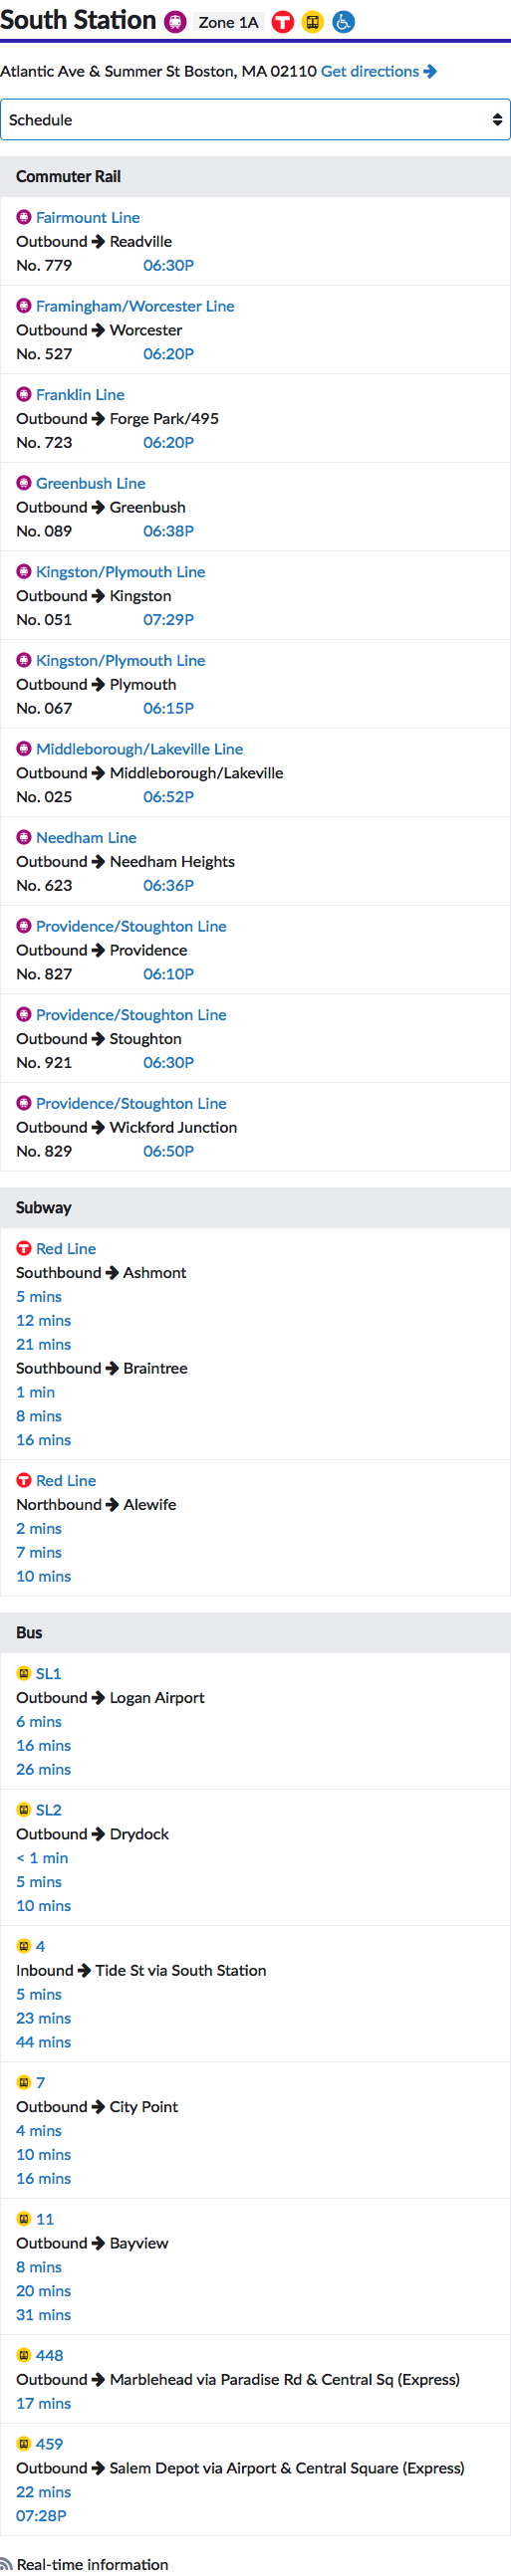 South Station Zone 1A T
Atlantic Ave & Summer St Boston, MA 02110 Get directions
Schedule
Commuter Rail
Fairmount Line
Outbound → Readville
No. 779 06:30P
Framingham/Worcester Line
Outbound → Worcester
No. 527 06:20P
Franklin Line
Outbound → Forge Park/495
No. 723 06:20P
Greenbush Line
Outbound → Greenbush
No. 089 06:38P
Kingston/Plymouth Line
Outbound → Kingston
No. 051 07:29P
Kingston/Plymouth Line
Outbound → Plymouth
No. 067 06:15P
Middleborough/Lakeville Line
Outbound → Middleborough/Lakeville
No. 025 06:52P
Needham Line
Outbound → Needham Heights
No. 623 06:36P
Providence/Stoughton Line
Outbound → Providence
No. 827 06:10P
Providence/Stoughton Line
Outbound → Stoughton
No. 921 06:30P
Providence/Stoughton Line
Outbound → Wickford Junction
No. 829 06:50P
Subway
T Red Line
Southbound → Ashmont
5 mins
12 mins
21 mins
Southbound → Braintree
1 min
8 mins
16 mins
T Red Line
Northbound → Alewife
2 mins
7 mins
10 mins
Bus
SL1
Outbound → Logan Airport
6 mins
16 mins
26 mins
SL2
Outbound → Drydock
< 1 min
5 mins
10 mins
4
Inbound → Tide St via South Station
5 mins
23 mins
44 mins
7
Outbound → City Point
4 mins
10 mins
16 mins
11
Outbound → Bayview
8 mins
20 mins
31 mins
448
Outbound → Marblehead via Paradise Rd & Central Sq (Express)
17 mins
459
Outbound → Salem Depot via Airport & Central Square (Express)
22 mins
07:28P
Real-time information